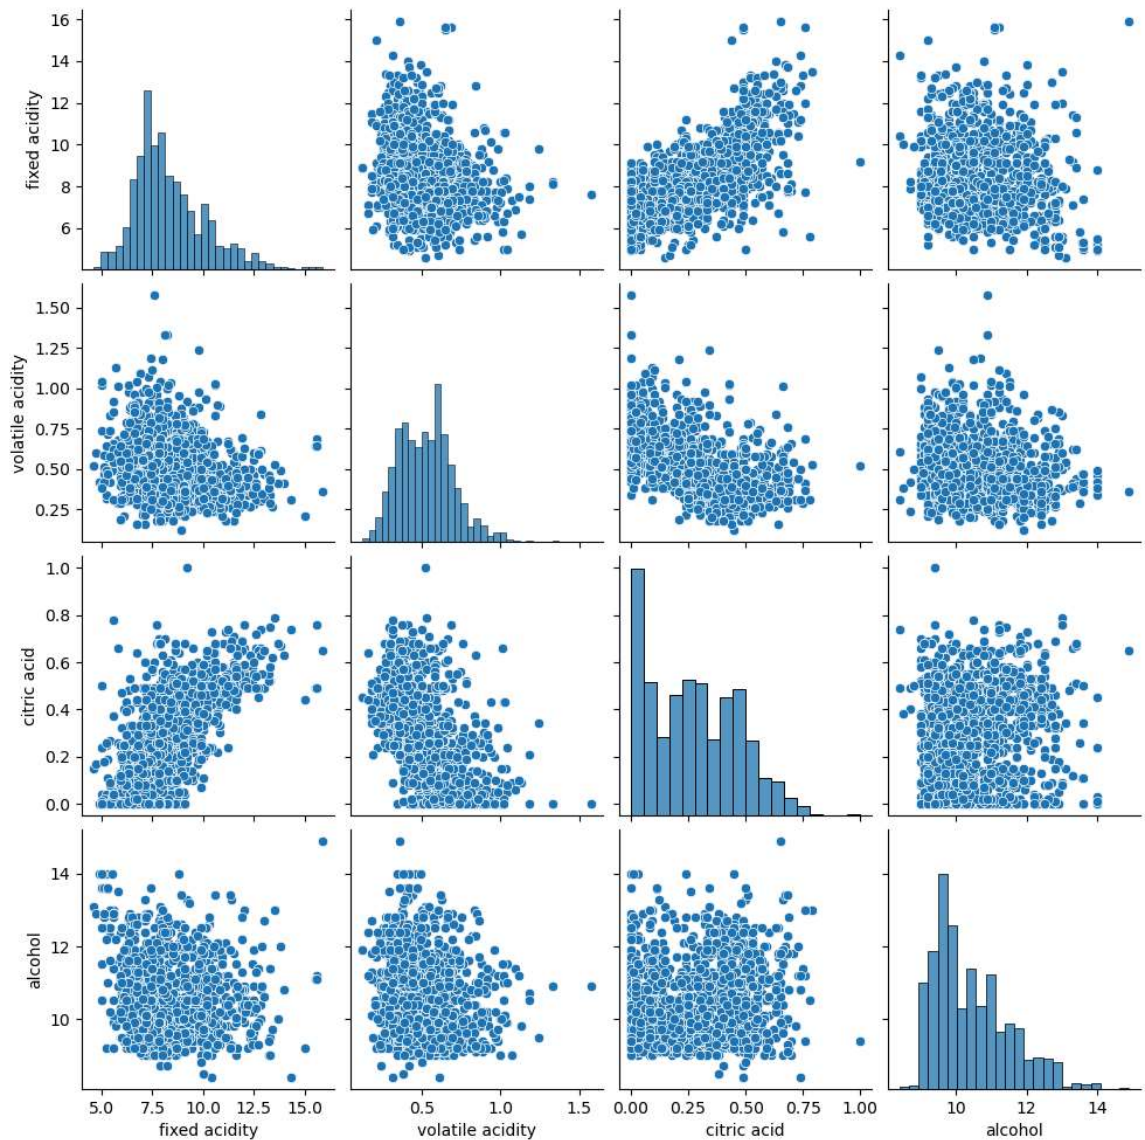 16
14
12
10
8
6
fixed acidity
1.50
1.25
1.00
0.75
0.50
0.25
volatile acidity
1.0
0.8
0.6
0.4
0.2
0.0
citric acid
14
12
10
alcohol
5.0 7.5 10.0 12.5 15.0
fixed acidity
0.5 1.0 1.5
volatile acidity
0.00 0.25 0.50 0.75 1.00
citric acid
10 12 14
alcohol